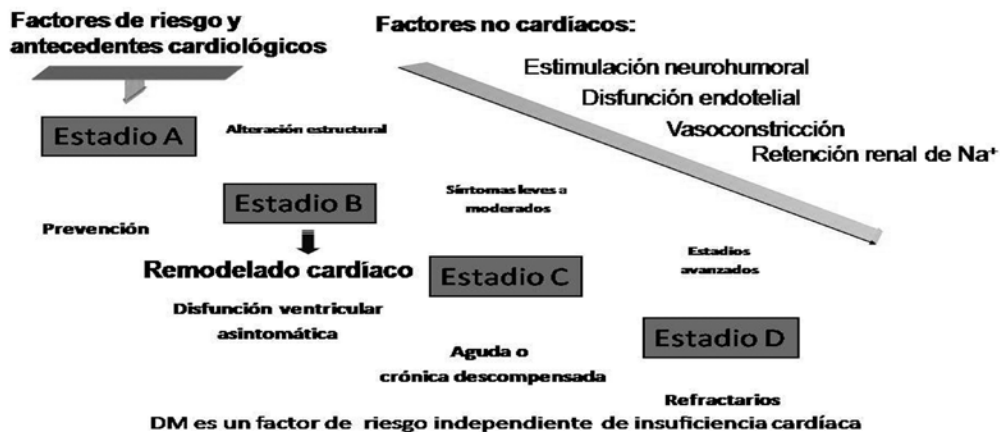 Factores de riesgo y
antecedentes cardiológicos
Factores no cardíacos:
Estimulación neurohumoral
Disfunción endotelial
Vasoconstricción
Retención renal de Na⁺
Estadio A
Alteración estructural
Prevención
Estadio B
Remodelado cardíaco
Disfunción ventricular
asintomática
Síntomas leves a
moderados
Estadio C
Aguda o
crónica descompensada
Estadios
avanzados
Estadio D
Refractarios
DM es un factor de riesgo independiente de insuficiencia cardíaca